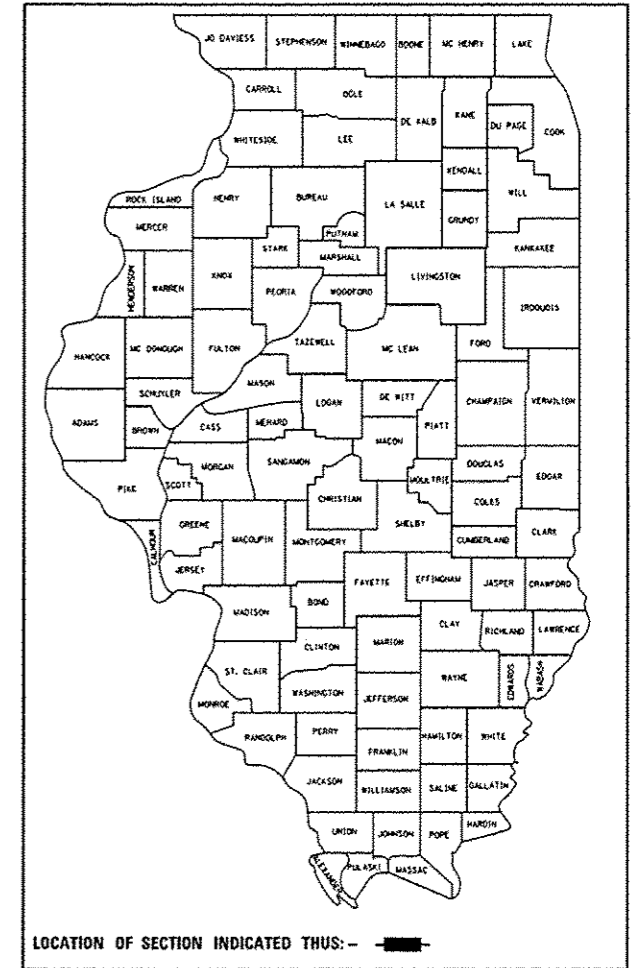 JO DAVIESS STEPHENSON WINNEBAGO BOONE MC HENRY LAKE
CARROLL OGLE DE KALB KANE DU PAGE COOK
WHITESIDE LEE KENDALL WILL
ROCK ISLAND HENRY BUREAU LA SALLE GRUNDY
MERCER PUTNAM KANKAKEE
STARK MARSHALL
HENDERSON WARREN KNOX PEORIA WOODFORD LIVINGSTON IROQUOIS
HANCOCK MC DONOUGH FULTON TAZEWELL MC LEAN FORD
SCHUYLER MASON LOGAN DE WITT CHAMPAIGN VERMILION
ADAMS BROWN CASS MENARD MACON PIATT
PIKE SCOTT MORGAN SANGAMON CHRISTIAN MOULTRIE DOUGLAS EDGAR
COLES
CALHOUN GREENE MACOUPIN MONTGOMERY SHELBY CUMBERLAND CLARK
JERSEY FAYETTE EFFINGHAM JASPER CRAWFORD
MADISON BOND CLAY RICHLAND LAWRENCE
CLINTON MARION
ST. CLAIR WAYNE EDWARDS WABASH
MONROE WASHINGTON JEFFERSON
RANDOLPH PERRY HAMILTON WHITE
FRANKLIN
JACKSON WILLIAMSON SALINE GALLATIN
UNION JOHNSON POPE HARDIN
ALEXANDER PULASKI MASSAC
LOCATION OF SECTION INDICATED THUS: -